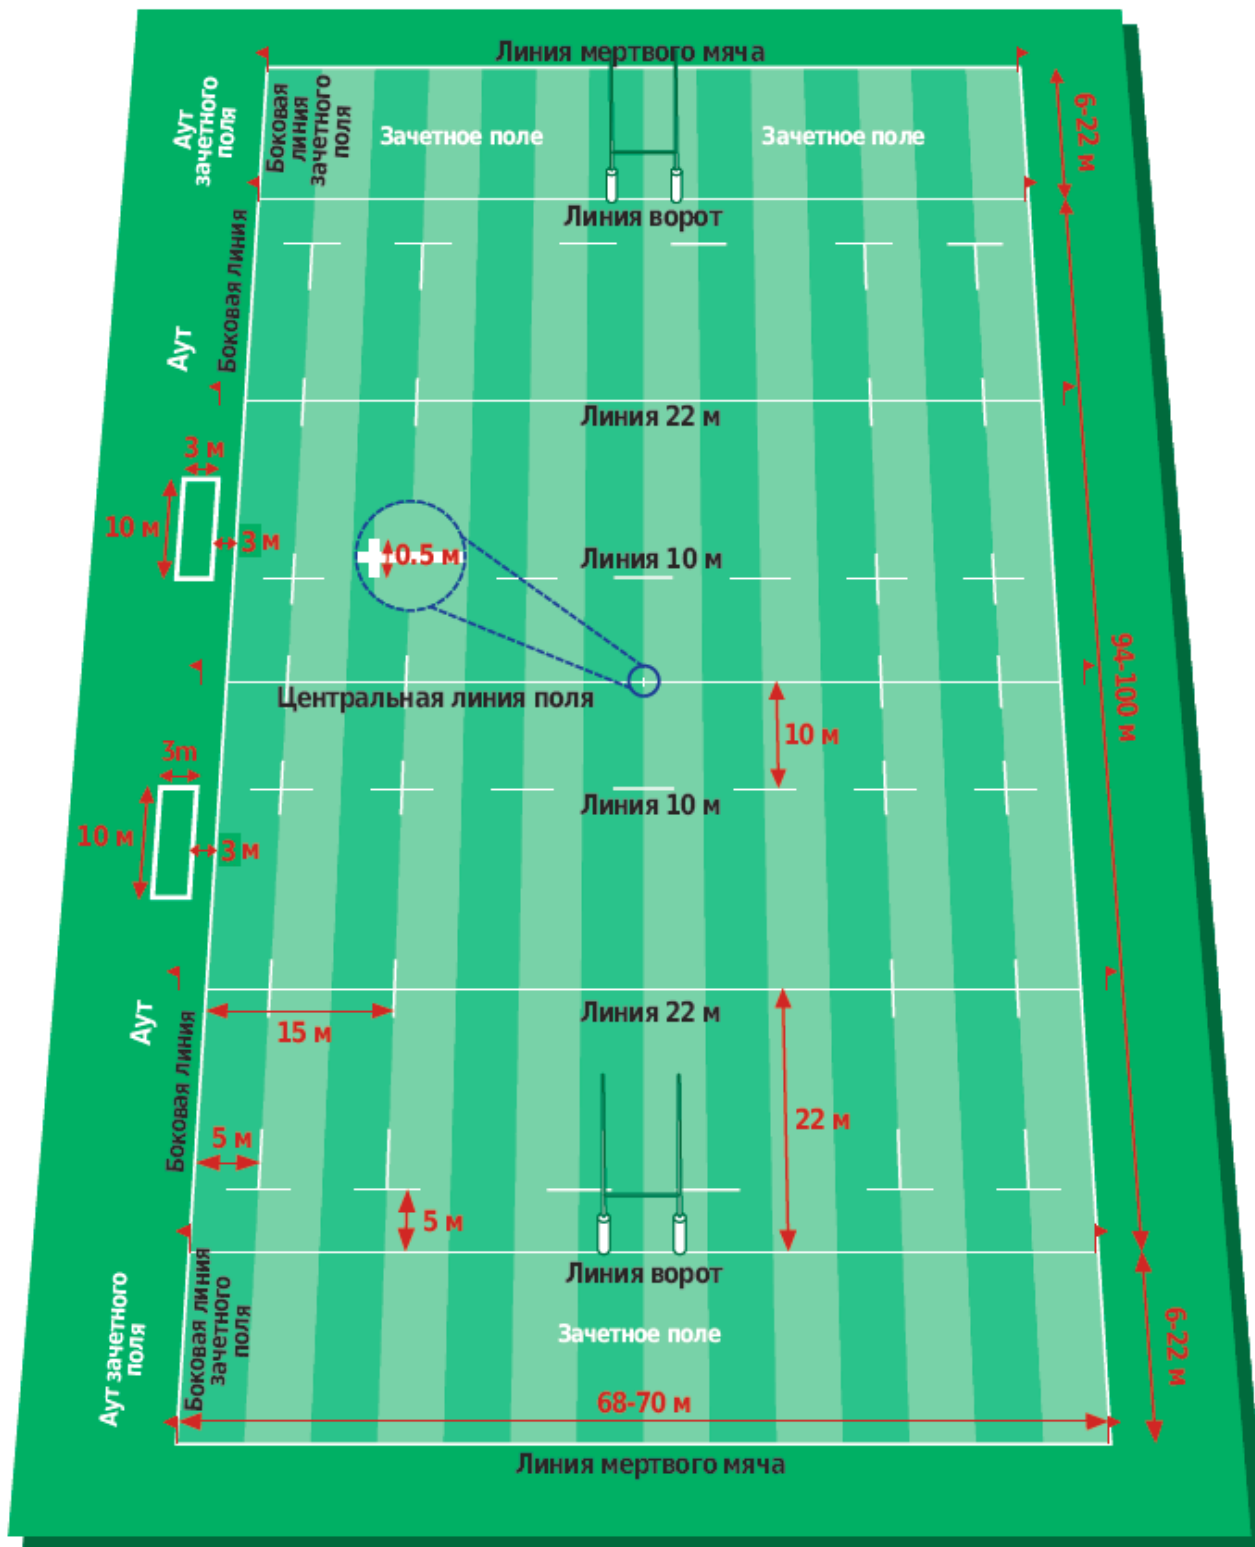 Линия мертвого мяча
Аут
зачетного
поля
Боковая
линия
зачетного
поля
Зачетное поле
Зачетное поле
6-22 м
Линия ворот
Боковая линия
Аут
Линия 22 м
3 м
10 м
3 м
0.5 м
Линия 10 м
94-100 м
Центральная линия поля
10 м
3m
Линия 10 м
10 м
3 м
Аут
Линия 22 м
15 м
Боковая линия
22 м
5 м
5 м
Линия ворот
Аут зачетного
поля
Боковая линия
зачетного
поля
Зачетное поле
6-22 м
68-70 м
Линия мертвого мяча